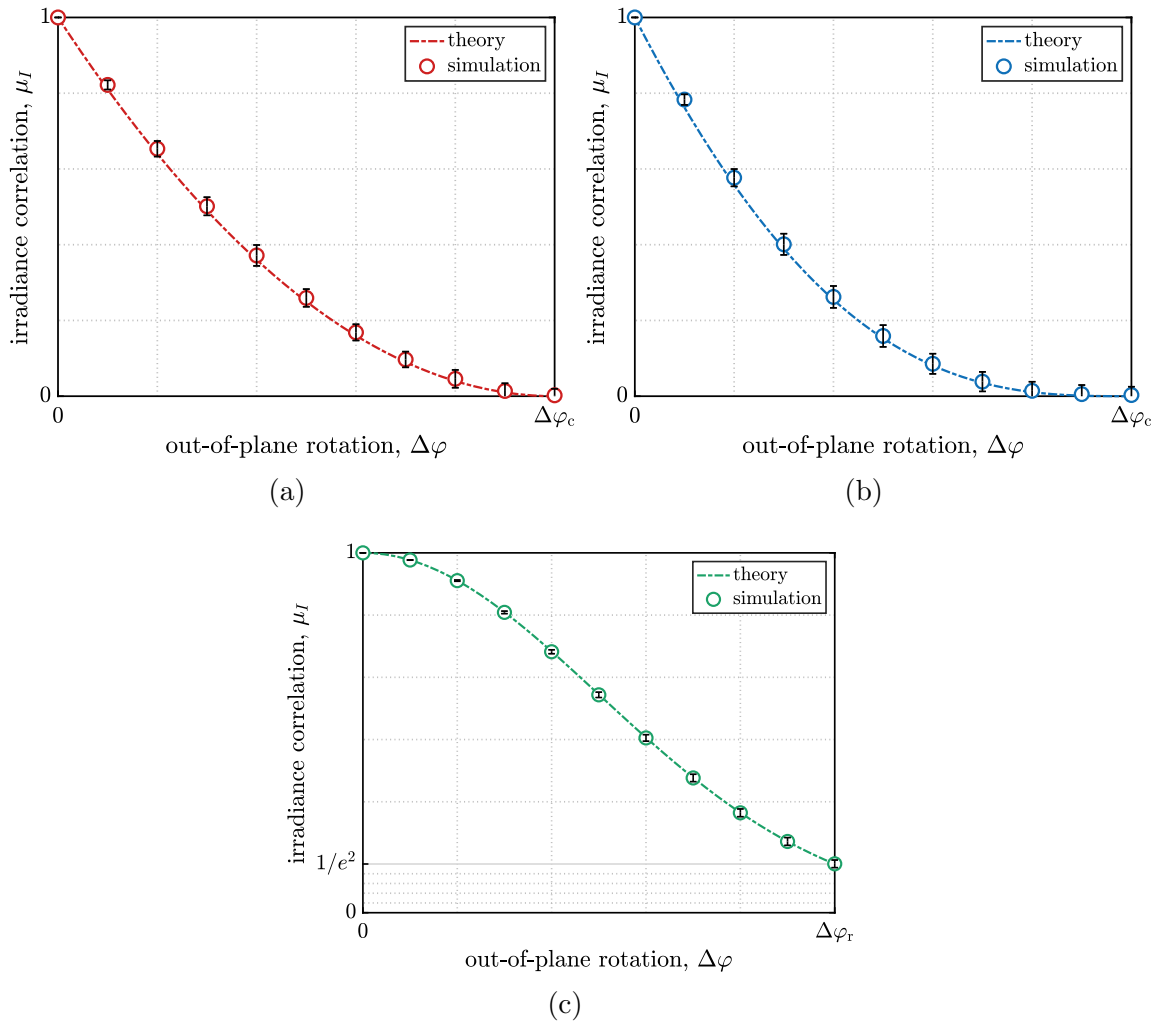 1
irradiance correlation, μ_I
theory
simulation
0
0
Δφ_c
out-of-plane rotation, Δφ
(a)
1
irradiance correlation, μ_I
theory
simulation
0
0
Δφ_c
out-of-plane rotation, Δφ
(b)
1
irradiance correlation, μ_I
theory
simulation
1/e²
0
0
Δφ_r
out-of-plane rotation, Δφ
(c)